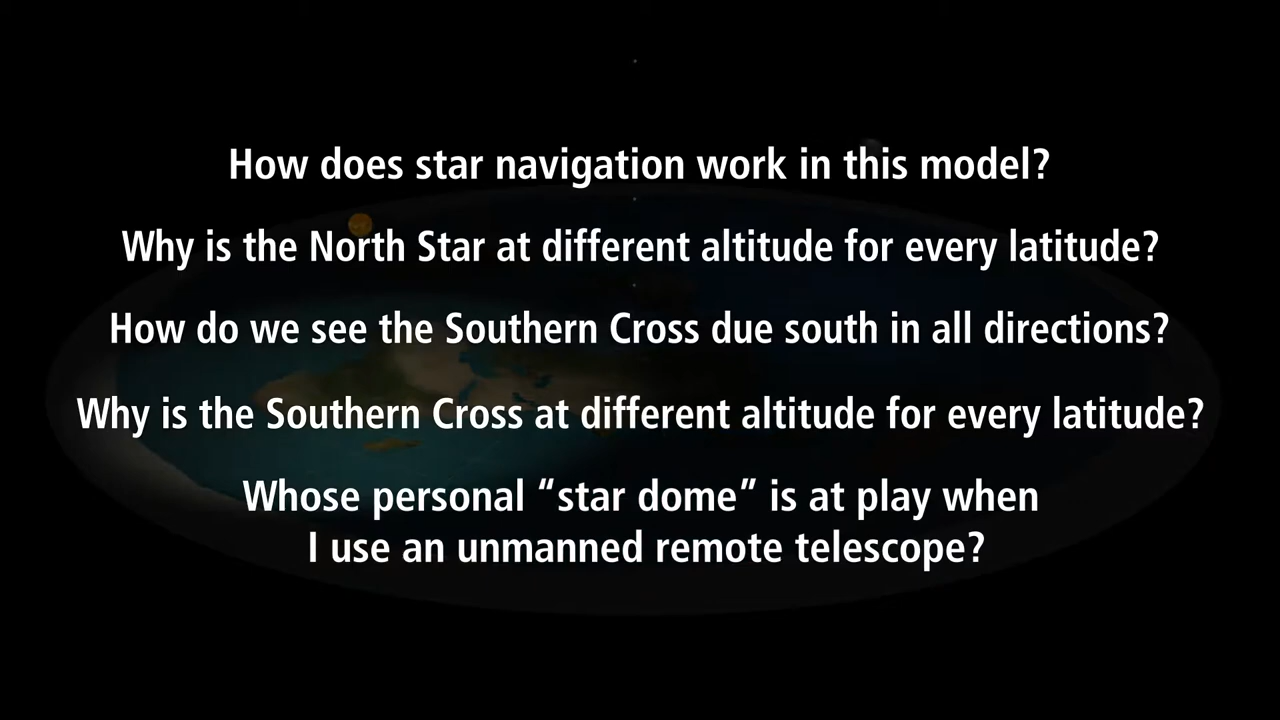 How does star navigation work in this model?
Why is the North Star at different altitude for every latitude?
How do we see the Southern Cross due south in all directions?
Why is the Southern Cross at different altitude for every latitude?
Whose personal “star dome” is at play when
I use an unmanned remote telescope?